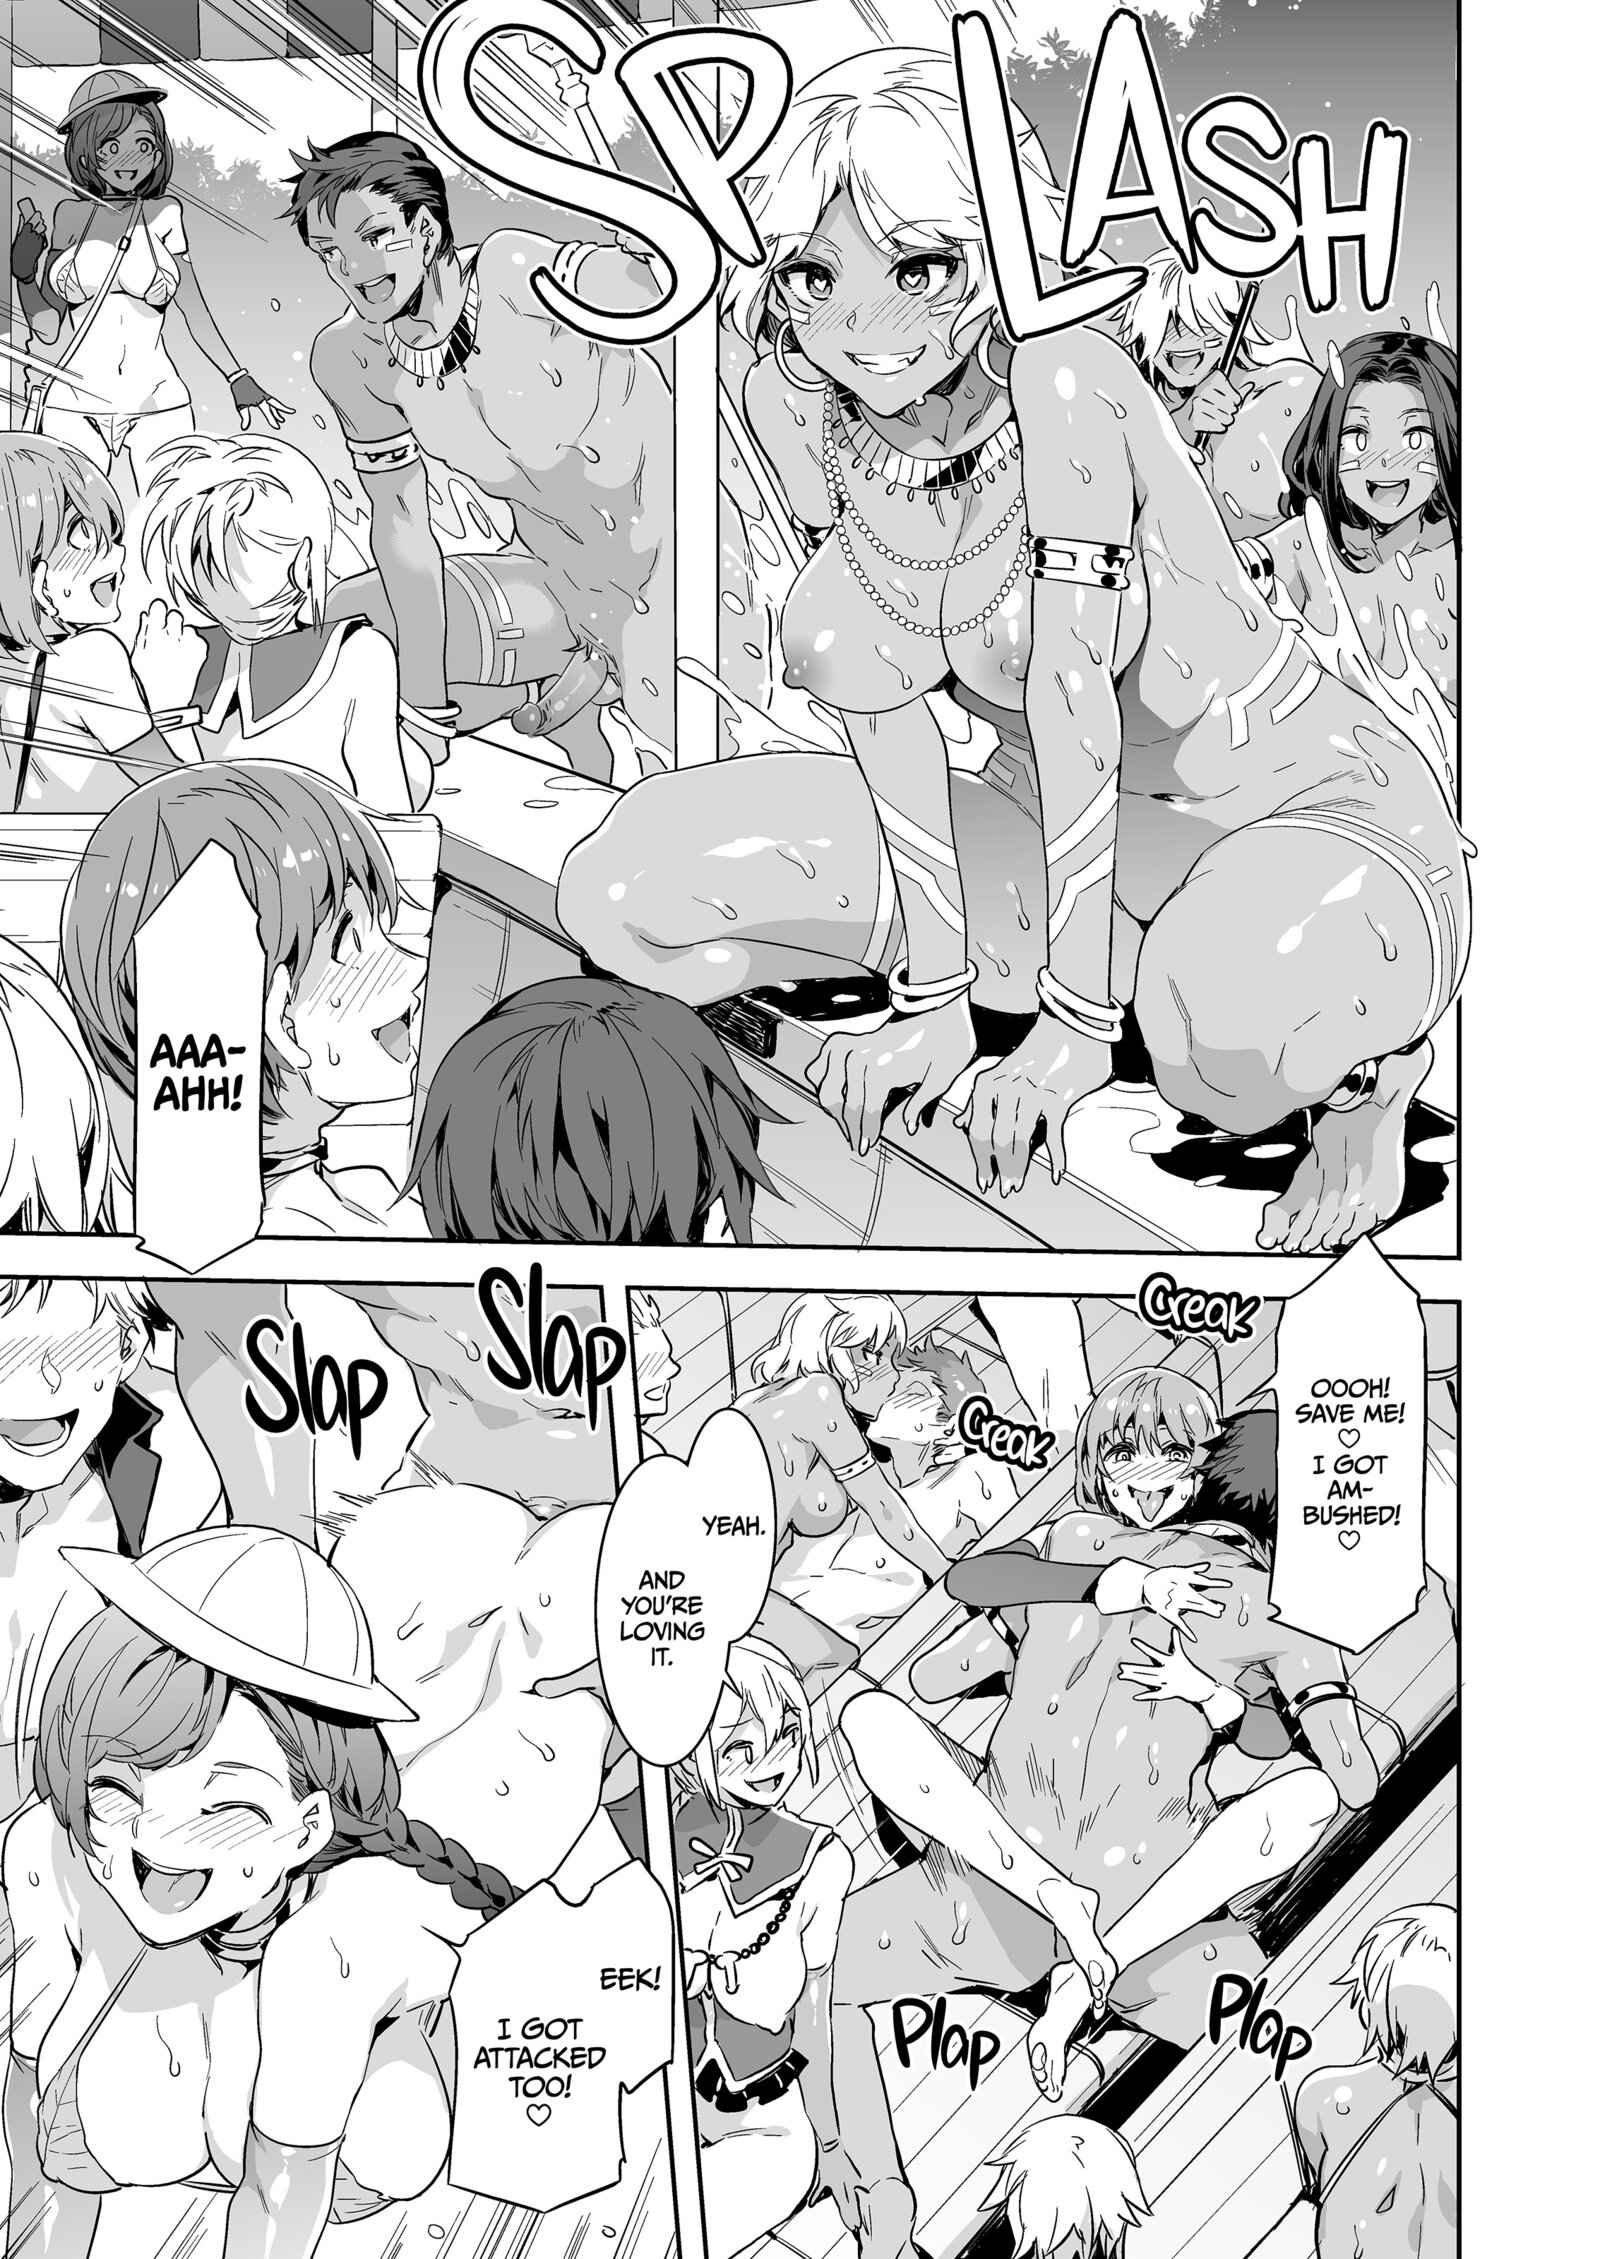 SPLASH
AAA-
AHH!
OOOH!
SAVE ME!
♡
I GOT
AM-
BUSHED!
♡
Creak
Creak
YEAH.
AND
YOU'RE
LOVING
IT.
Plap
Plap
Slap
Slap
EEK!
I GOT
ATTACKED
TOO!
♡